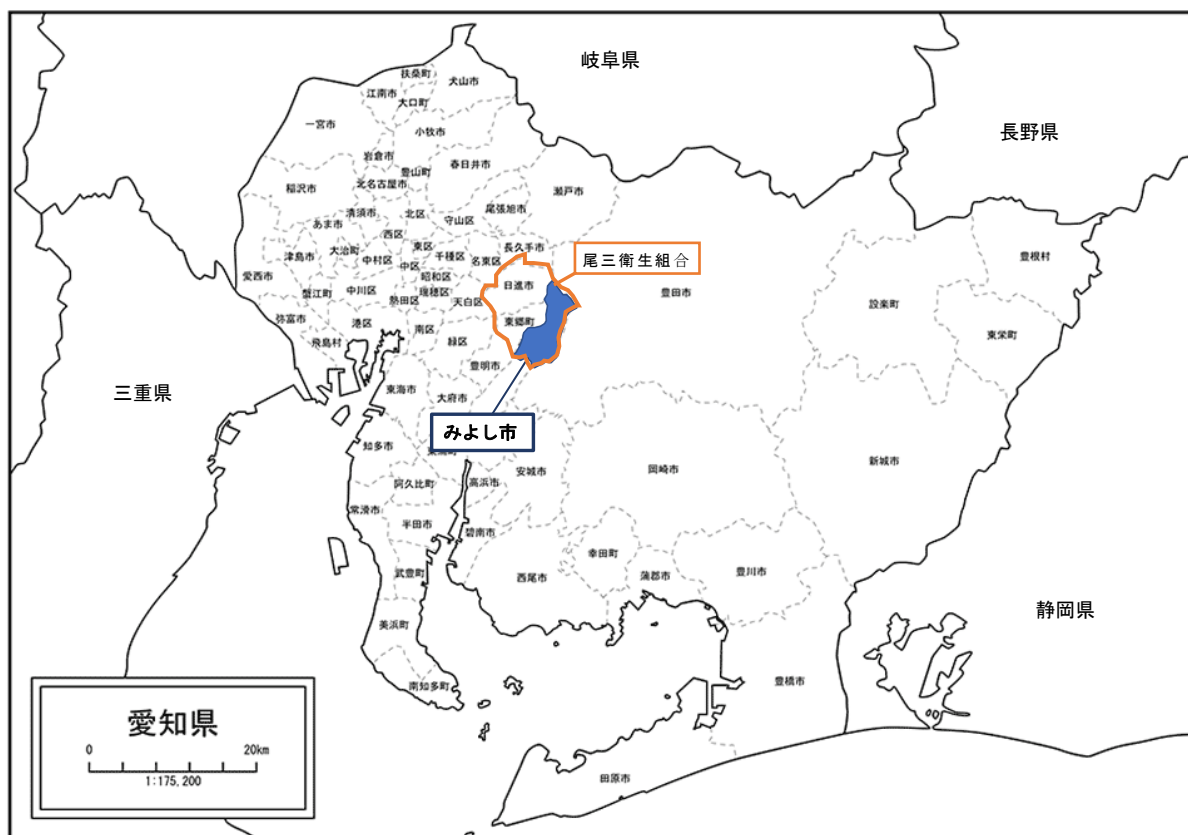 岐阜県
長野県
三重県
静岡県
扶桑町
犬山市
江南市
大口町
一宮市
小牧市
岩倉市
豊山町
春日井市
稲沢市
北名古屋市
瀬戸市
清須市
北区
守山区
尾張旭市
あま市
西区
東区
千種区
名東区
長久手市
津島市
大治町
中村区
中区
昭和区
尾三衛生組合
愛西市
蟹江町
中川区
熱田区
瑞穂区
天白区
日進市
豊田市
弥富市
飛島村
港区
南区
緑区
東郷町
豊明市
設楽町
豊根村
東栄町
東海市
大府市
みよし市
知多市
安城市
岡崎市
新城市
阿久比町
高浜市
常滑市
半田市
碧南市
武豊町
西尾市
幸田町
蒲郡市
豊川市
美浜町
南知多町
豊橋市
田原市
愛知県
0 20km
1:175,200